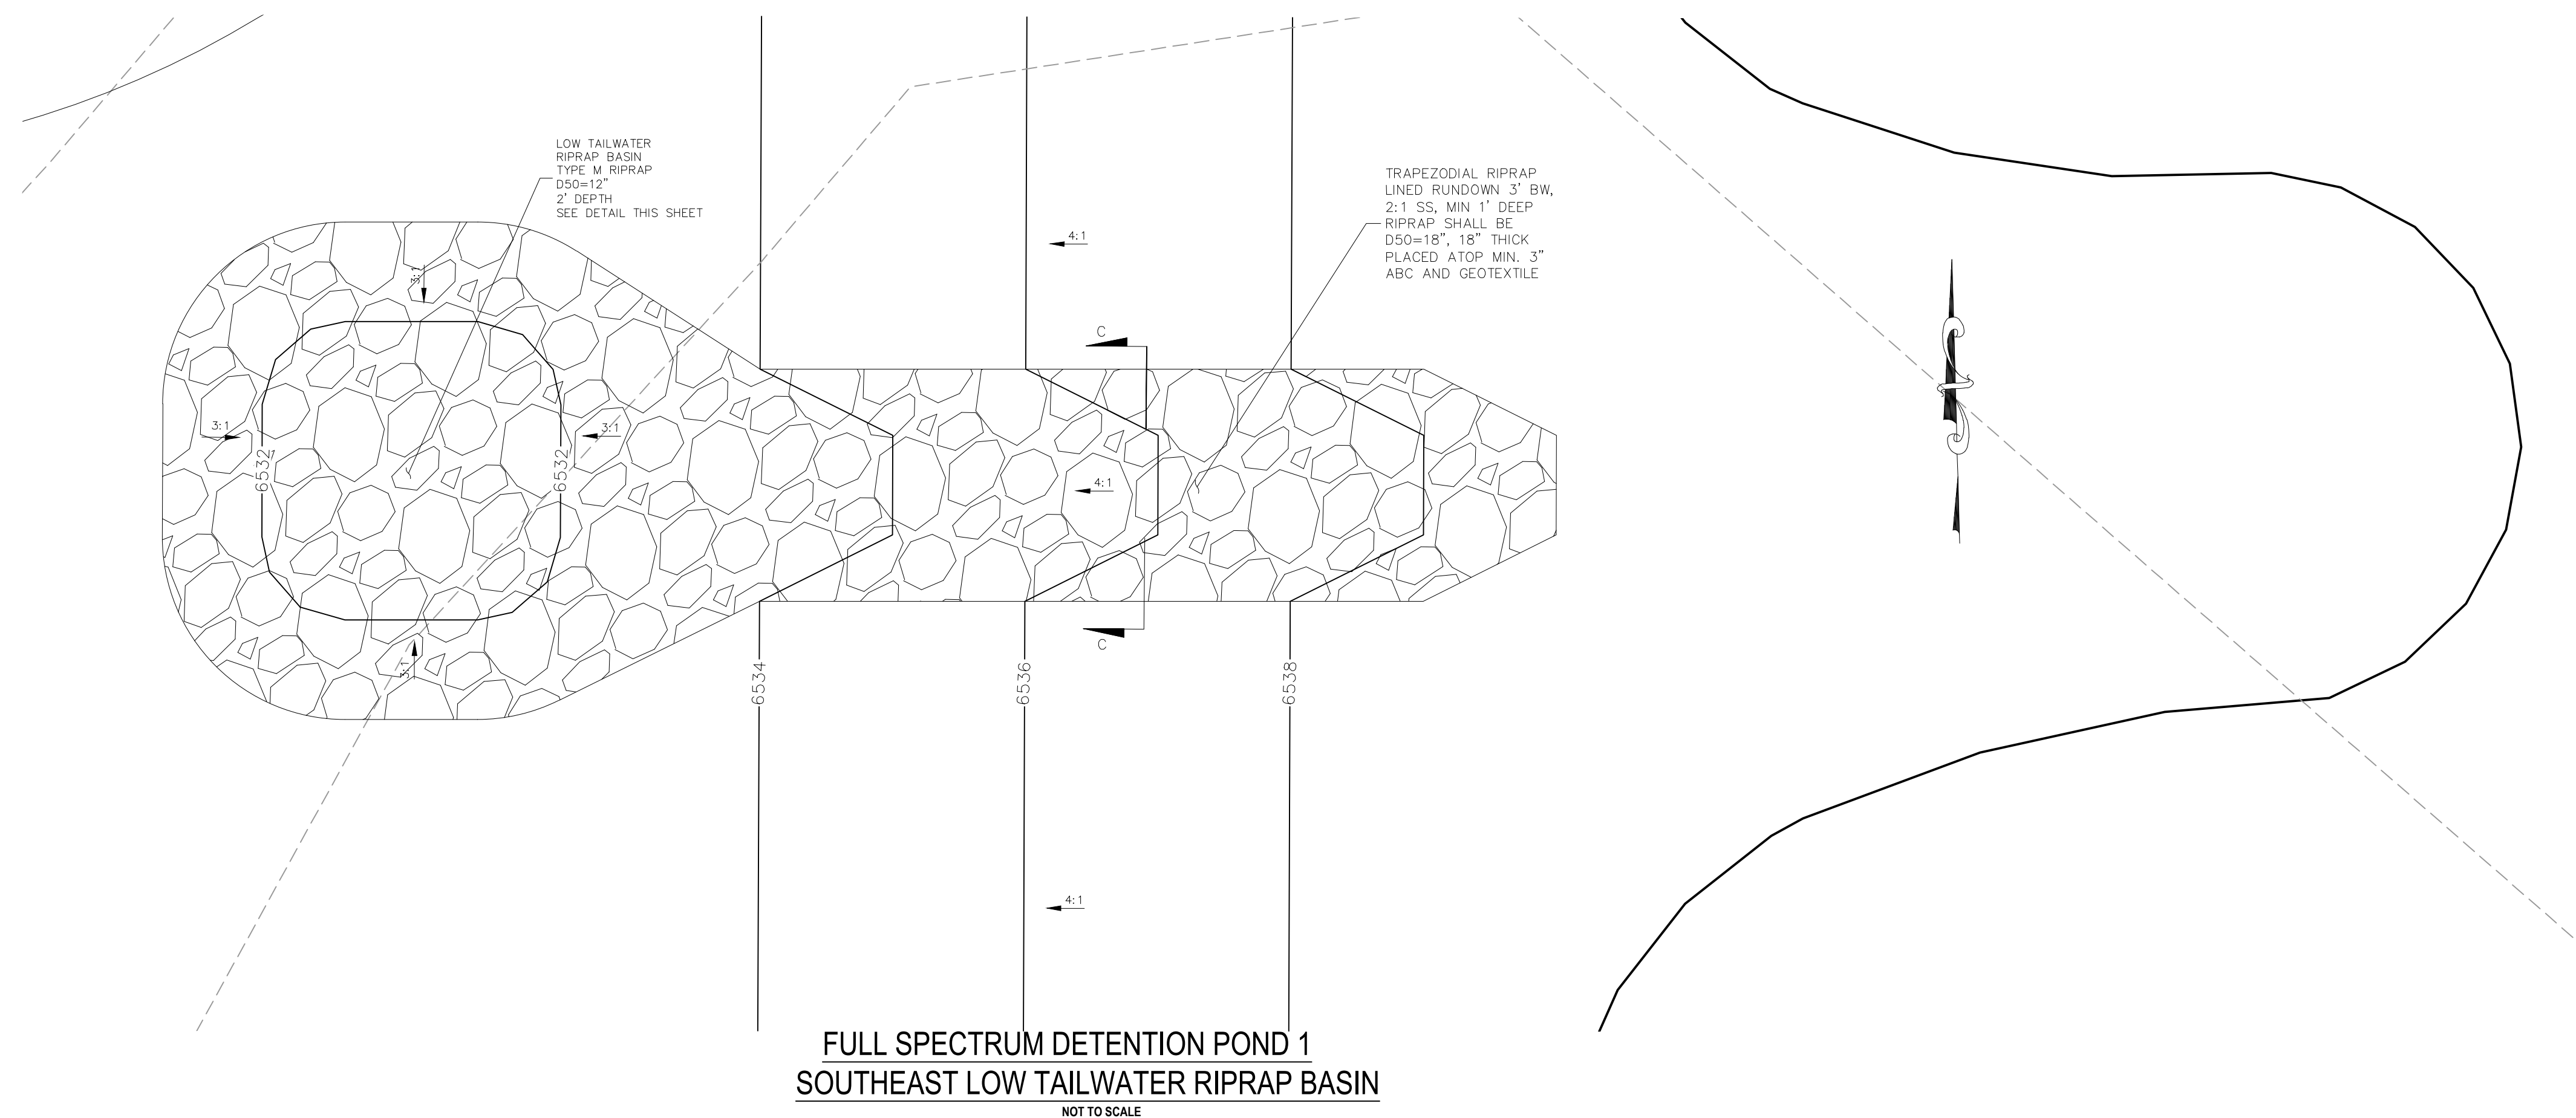 LOW TAILWATER
RIPRAP BASIN
TYPE M RIPRAP
D50=12"
2' DEPTH
SEE DETAIL THIS SHEET
TRAPEZODIAL RIPRAP
LINED RUNDOWN 3' BW,
2:1 SS, MIN 1' DEEP
RIPRAP SHALL BE
D50=18", 18" THICK
PLACED ATOP MIN. 3"
ABC AND GEOTEXTILE
4:1
3:1
C
3:1
3:1
6532
6532
4:1
3:1
C
6534
6536
6538
4:1
FULL SPECTRUM DETENTION POND 1
SOUTHEAST LOW TAILWATER RIPRAP BASIN
NOT TO SCALE